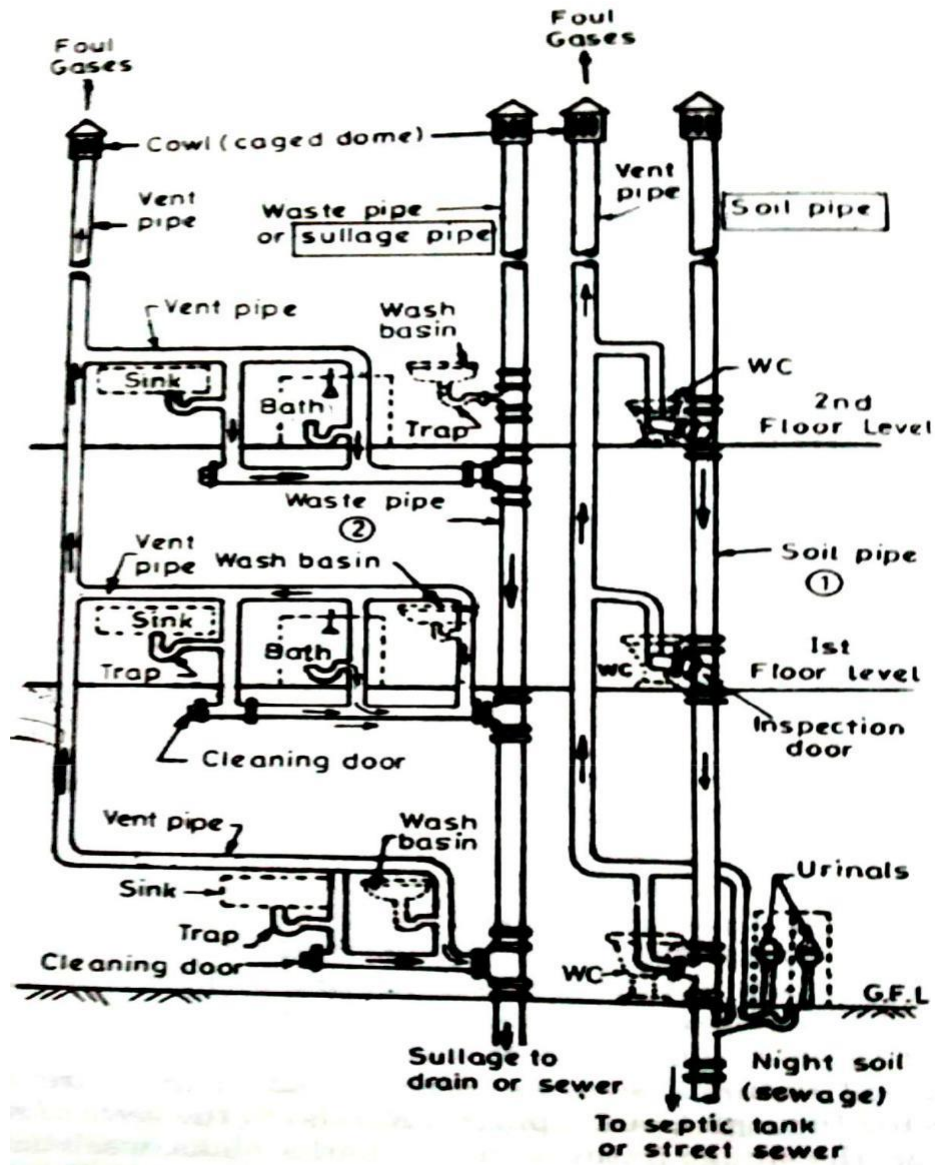 Foul
Gases
Foul
Gases
Cowl (caged dome)
Vent
pipe
Waste pipe
or sullage pipe
Vent
pipe
Soil pipe
Vent pipe
Wash
basin
Sink
Bath
Trap
WC
2nd
Floor Level
Waste pipe
②
Vent
pipe
Wash basin
Soil pipe
①
Sink
Trap
Bath
WC
1st
Floor Level
Cleaning door
Inspection
door
Vent pipe
Wash
basin
Sink
Trap
Cleaning door
WC
Urinals
G.F.L
Sullage to
drain or sewer
Night soil
(sewage)
To septic tank
or street sewer